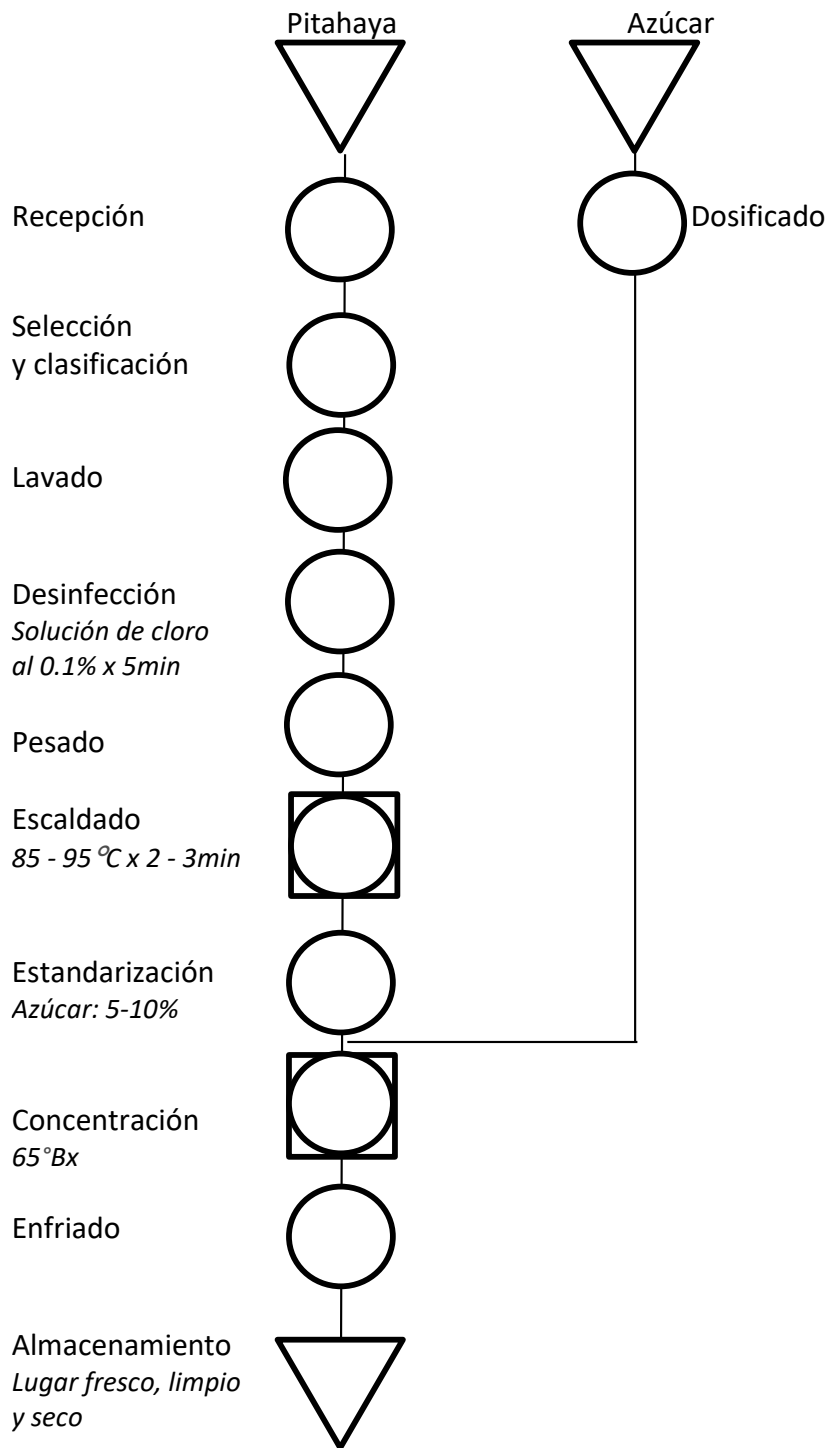 Pitahaya
Azúcar
Recepción
Dosificado
Selección
y clasificación
Lavado
Desinfección
Solución de cloro
al 0.1% x 5min
Pesado
Escaldado
85 - 95 °C x 2 - 3min
Estandarización
Azúcar: 5-10%
Concentración
65°Bx
Enfriado
Almacenamiento
Lugar fresco, limpio
y seco